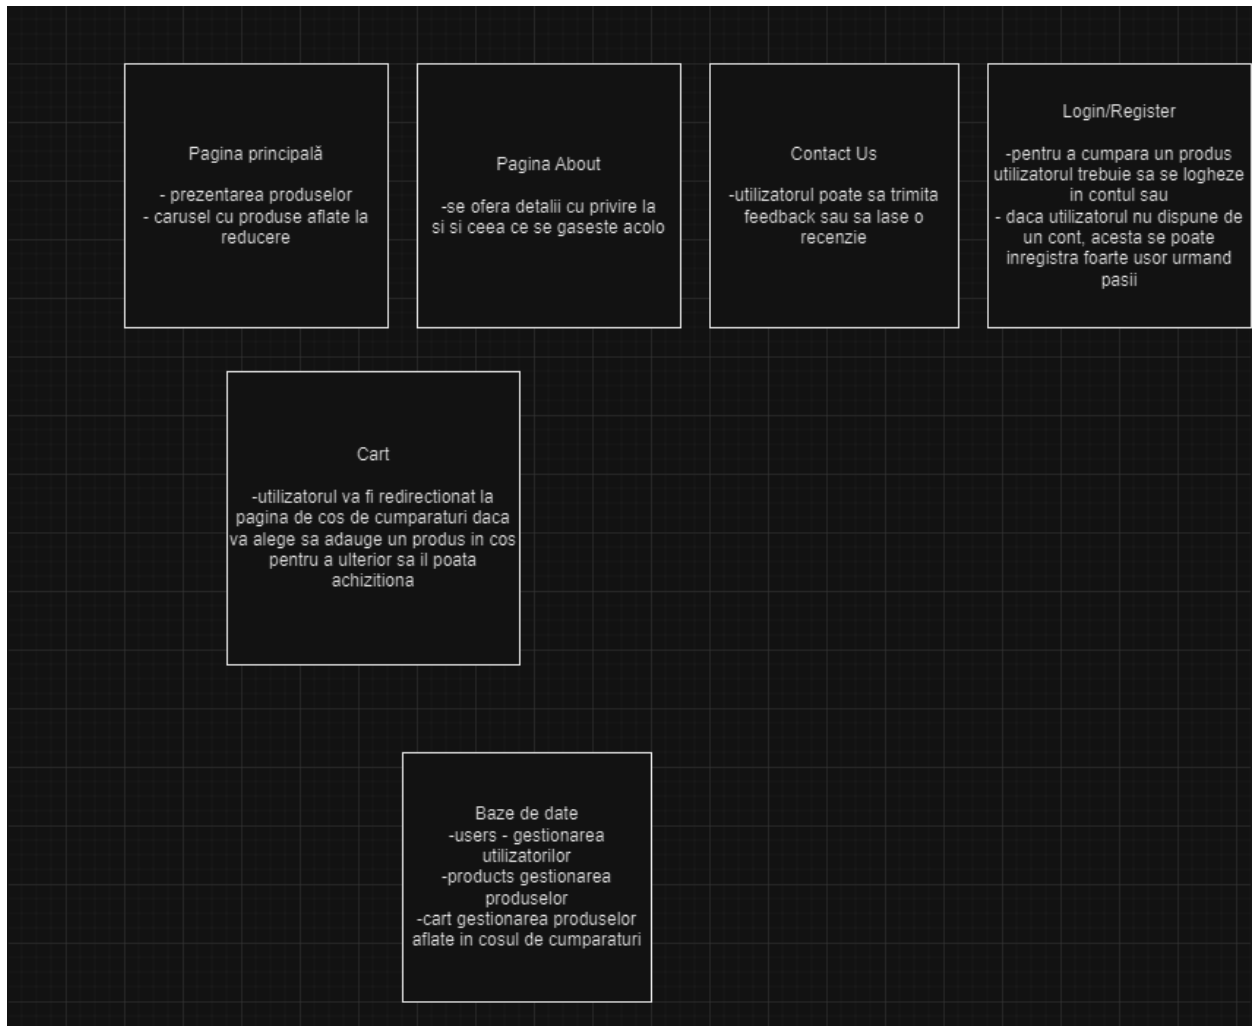 Pagina principală
- prezentarea produselor
- carusel cu produse aflate la
reducere
Pagina About
-se ofera detalii cu privire la
si si ceea ce se gaseste acolo
Contact Us
-utilizatorul poate sa trimita
feedback sau sa lase o
recenzie
Login/Register
-pentru a cumpara un produs
utilizatorul trebuie sa se logheze
in contul sau
- daca utilizatorul nu dispune de
un cont, acesta se poate
inregistra foarte usor urmand
pasii
Cart
-utilizatorul va fi redirectionat la
pagina de cos de cumparaturi daca
va alege sa adauge un produs in cos
pentru a ulterior sa il poata
achizitiona
Baze de date
-users - gestionarea
utilizatorilor
-products gestionarea
produselor
-cart gestionarea produselor
aflate in cosul de cumparaturi